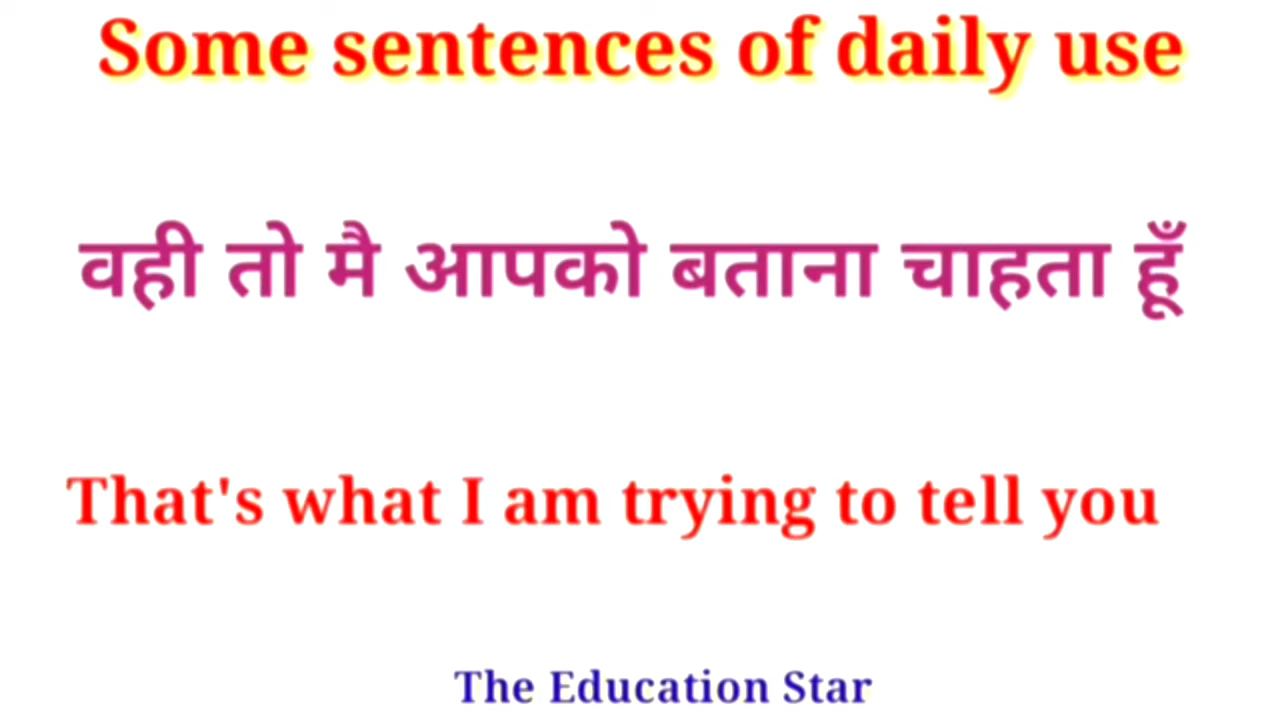 Some sentences of daily use
वही तो मै आपको बताना चाहता हूँ
That's what I am trying to tell you
The Education Star